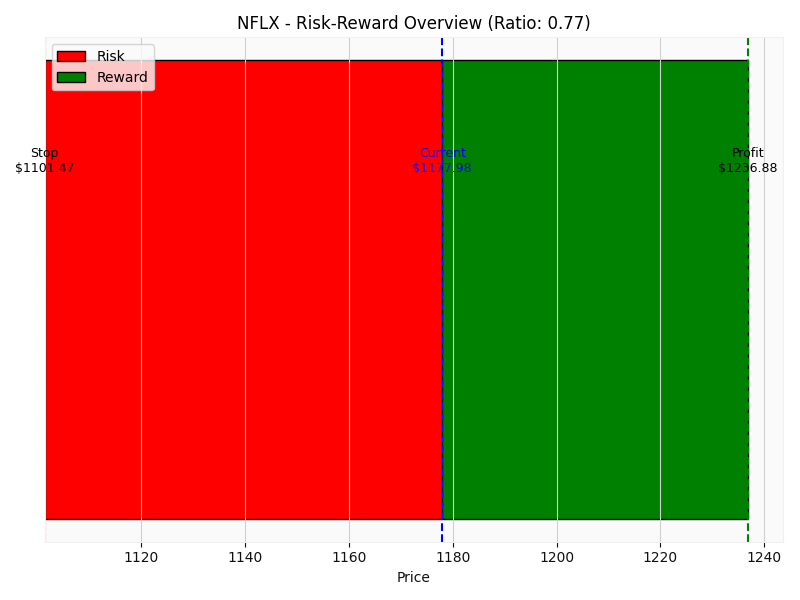 NFLX - Risk-Reward Overview (Ratio: 0.77)
Risk
Reward
Stop
$1101.47
Current
$1177.98
Profit
$1236.88
1120
1140
1160
1180
1200
1220
1240
Price